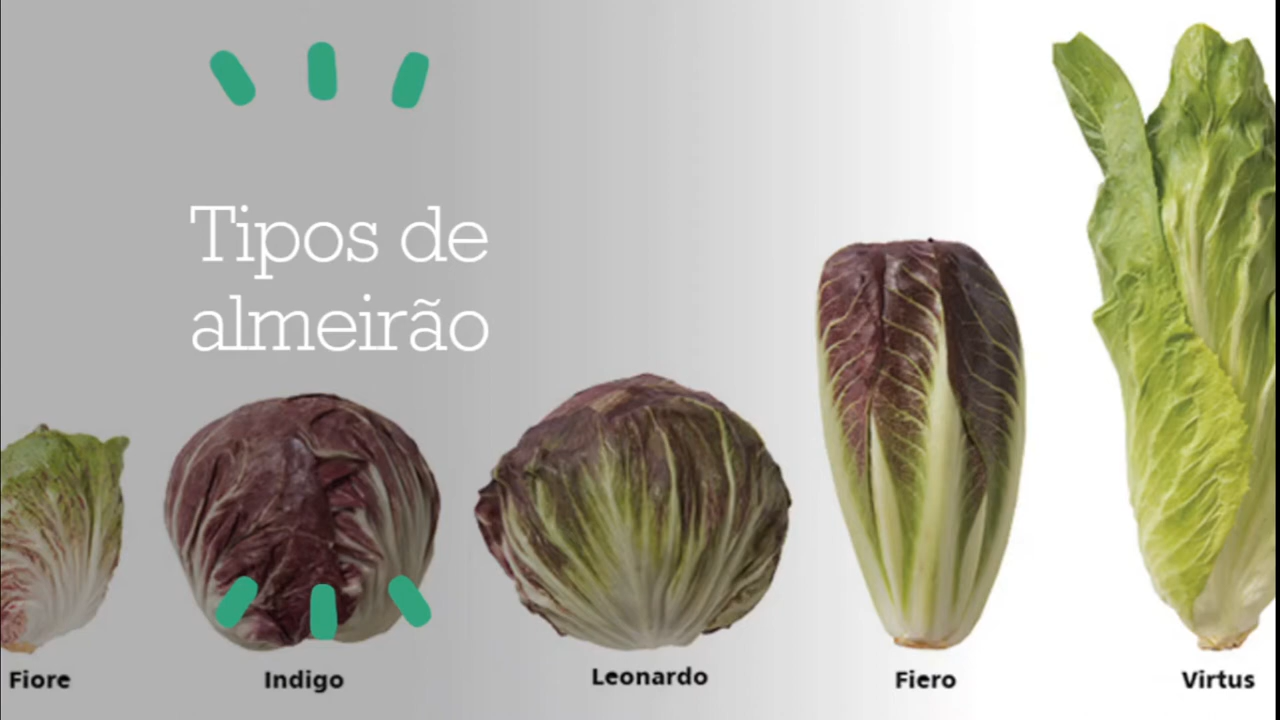 Tipos de
almeirão
Fiore
Indigo
Leonardo
Fiero
Virtus